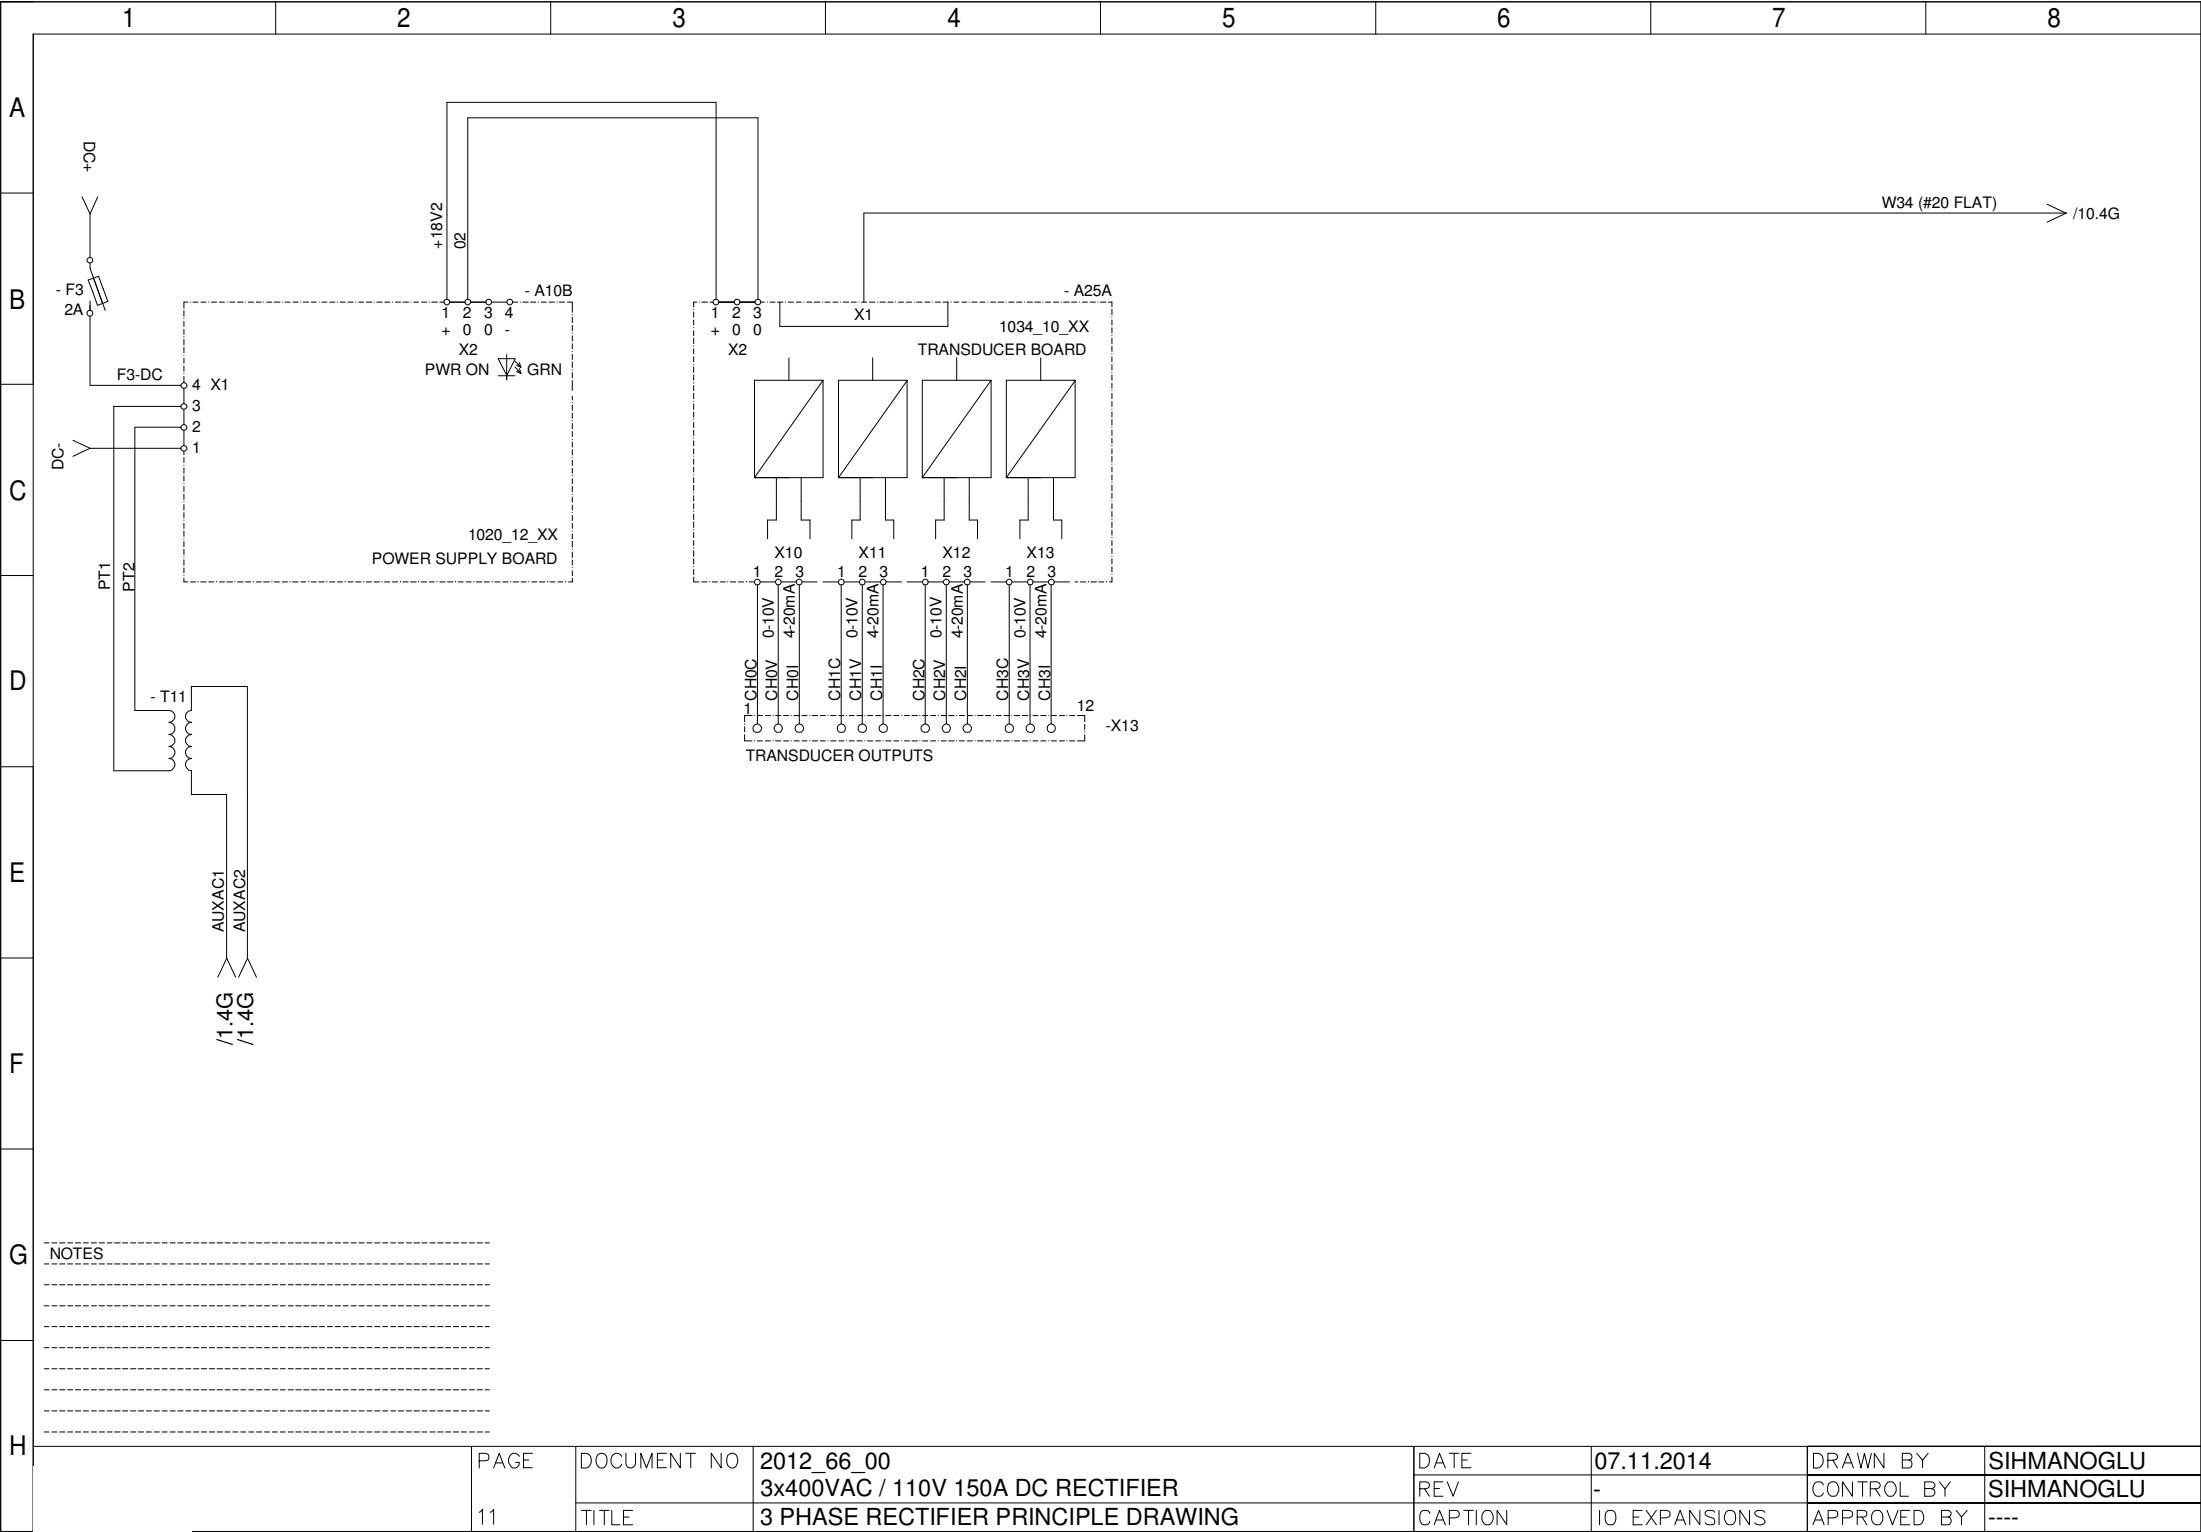 1 2 3 4 5 6 7 8
A
B
C
D
E
F
G
H
DC+
- F3
2A
F3-DC
DC-
PT1
PT2
4 X1
3
2
1
+18V2
02
- A10B
1 2 3 4
+ 0 0 -
X2
PWR ON GRN
1020_12_XX
POWER SUPPLY BOARD
- T11
AUXAC1
AUXAC2
/1.4G
/1.4G
W34 (#20 FLAT)
/10.4G
- A25A
1 2 3
+ 0 0
X2
X1
1034_10_XX
TRANSDUCER BOARD
X10 X11 X12 X13
1 2 3 1 2 3 1 2 3 1 2 3
0-10V 4-20mA 0-10V 4-20mA 0-10V 4-20mA 0-10V 4-20mA
CH0C CH0V CH0I CH1C CH1V CH1I CH2C CH2V CH2I CH3C CH3V CH3I
1 12
-X13
TRANSDUCER OUTPUTS
NOTES
PAGE
11
DOCUMENT NO 2012_66_00
3x400VAC / 110V 150A DC RECTIFIER
TITLE 3 PHASE RECTIFIER PRINCIPLE DRAWING
DATE 07.11.2014
REV -
CAPTION IO EXPANSIONS
DRAWN BY SIHMANOGLU
CONTROL BY SIHMANOGLU
APPROVED BY ----